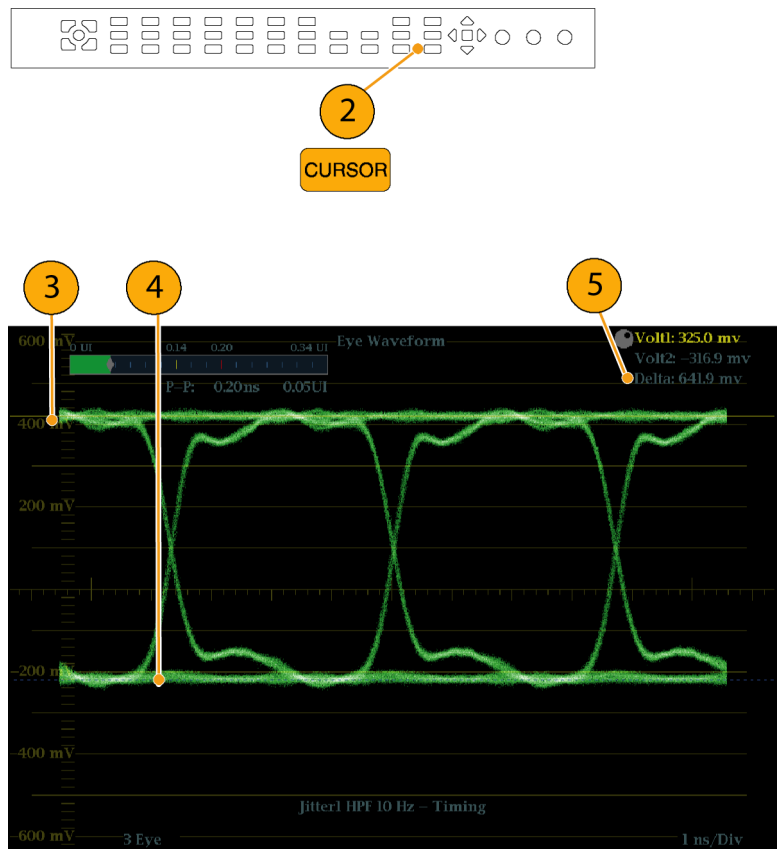 2
CURSOR
3
4
5
600 mV
0 UI
0.14
0.20
0.34 UI
Eye Waveform
Volt1: 325.0 mv
Volt2: −316.9 mv
Delta: 641.9 mv
P−P: 0.20ns 0.05UI
400 mV
200 mV
−200 mV
−400 mV
Jitter1 HPF 10 Hz − Timing
−600 mV
3 Eye
1 ns/Div